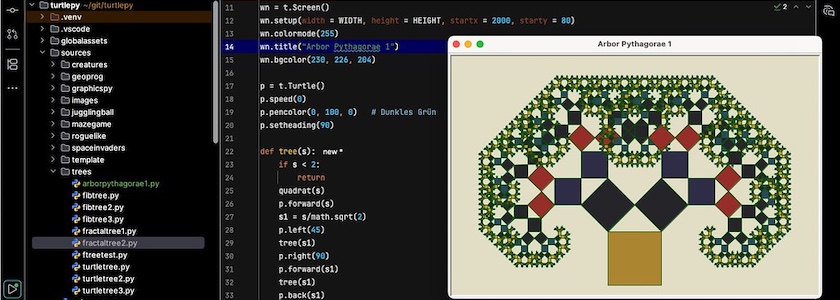 turtlepy ~/git/turtlepy
.venv
.vscode
globalassets
sources
creatures
geoprog
graphicspy
images
jugglingball
mazegame
roguelike
spaceinvaders
template
trees
arborpythagorae1.py
fibtree.py
fibtree2.py
fibtree3.py
fractaltree1.py
fractaltree2.py
ftreetest.py
turtletree.py
turtletree2.py
turtletree3.py
11 wn = t.Screen()
12 wn.setup(width = WIDTH, height = HEIGHT, startx = 2000, starty = 80)
13 wn.colormode(255)
14 wn.title("Arbor Pythagorae 1")
15 wn.bgcolor(230, 226, 204)
16
17 p = t.Turtle()
18 p.speed(0)
19 p.pencolor(0, 100, 0) # Dunkles Grün
20 p.setheading(90)
21
22 def tree(s): new *
23 if s < 2:
24 return
25 quadrat(s)
26 p.forward(s)
27 s1 = s/math.sqrt(2)
28 p.left(45)
29 tree(s1)
30 p.right(90)
31 p.forward(s1)
32 tree(s1)
33 p.back(s1)
2
Arbor Pythagorae 1